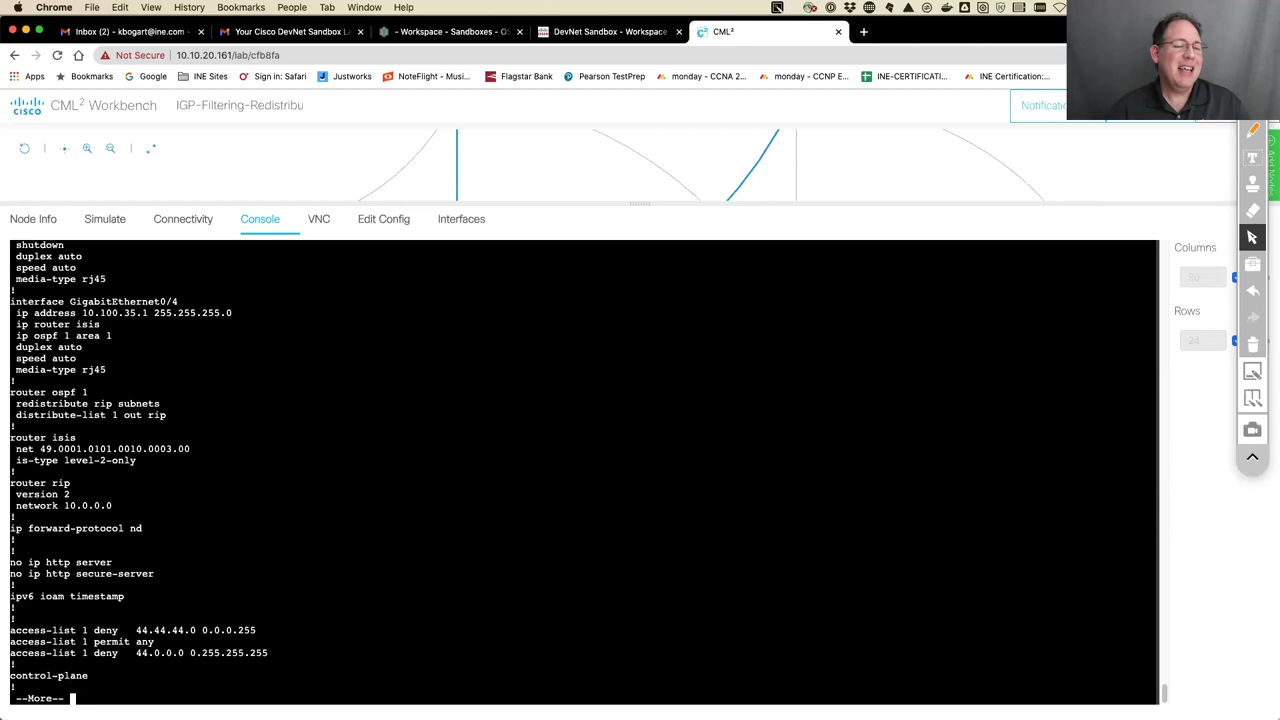 Chrome File Edit View History Bookmarks People Tab Window Help
Inbox (2) - kbogart@ine.com - Your Cisco DevNet Sandbox La - Workspace - Sandboxes - OS DevNet Sandbox - Workspace CML²
Not Secure 10.10.20.161/lab/cfb8fa
Apps Bookmarks Google INE Sites Sign in: Safari Justworks NoteFlight - Musi... Flagstar Bank Pearson TestPrep monday - CCNA 2... monday - CCNP E... INE-CERTIFICATI... INE Certification:...
CISCO CML² Workbench IGP-Filtering-Redistribu Notificati
Node Info Simulate Connectivity Console VNC Edit Config Interfaces
shutdown
duplex auto
speed auto
media-type rj45
!
interface GigabitEthernet0/4
ip address 10.100.35.1 255.255.255.0
ip router isis
ip ospf 1 area 1
duplex auto
speed auto
media-type rj45
!
router ospf 1
redistribute rip subnets
distribute-list 1 out rip
!
router isis
net 49.0001.0101.0010.0003.00
is-type level-2-only
!
router rip
version 2
network 10.0.0.0
!
ip forward-protocol nd
!
!
no ip http server
no ip http secure-server
!
ipv6 ioam timestamp
!
!
access-list 1 deny 44.44.44.0 0.0.0.255
access-list 1 permit any
access-list 1 deny 44.0.0.0 0.255.255.255
!
control-plane
!
--More--
Columns
20
Rows
24
Add Nodes